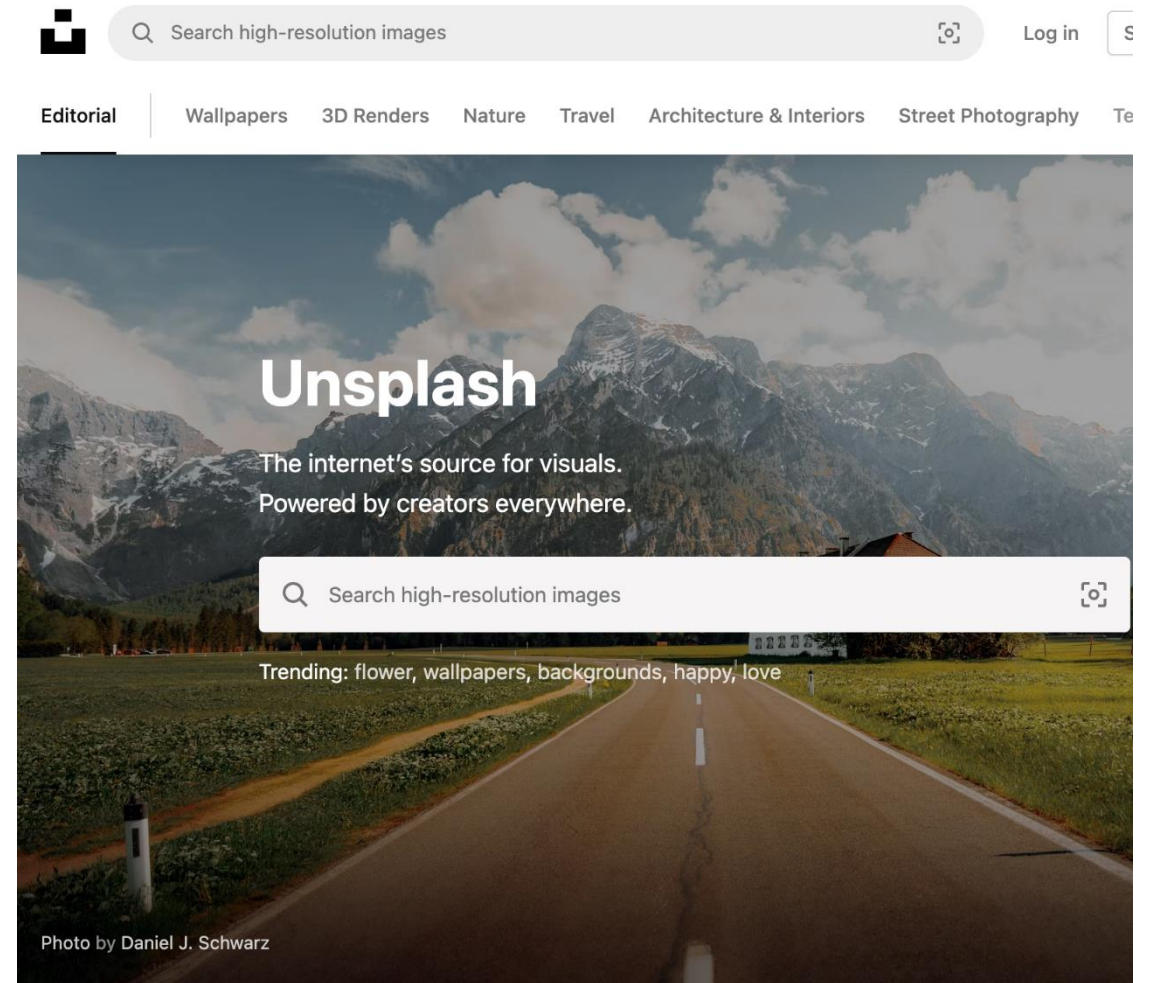 Search high-resolution images Log in
Editorial Wallpapers 3D Renders Nature Travel Architecture & Interiors Street Photography
Unsplash
The internet’s source for visuals.
Powered by creators everywhere.
Search high-resolution images
Trending: flower, wallpapers, backgrounds, happy, love
Photo by Daniel J. Schwarz